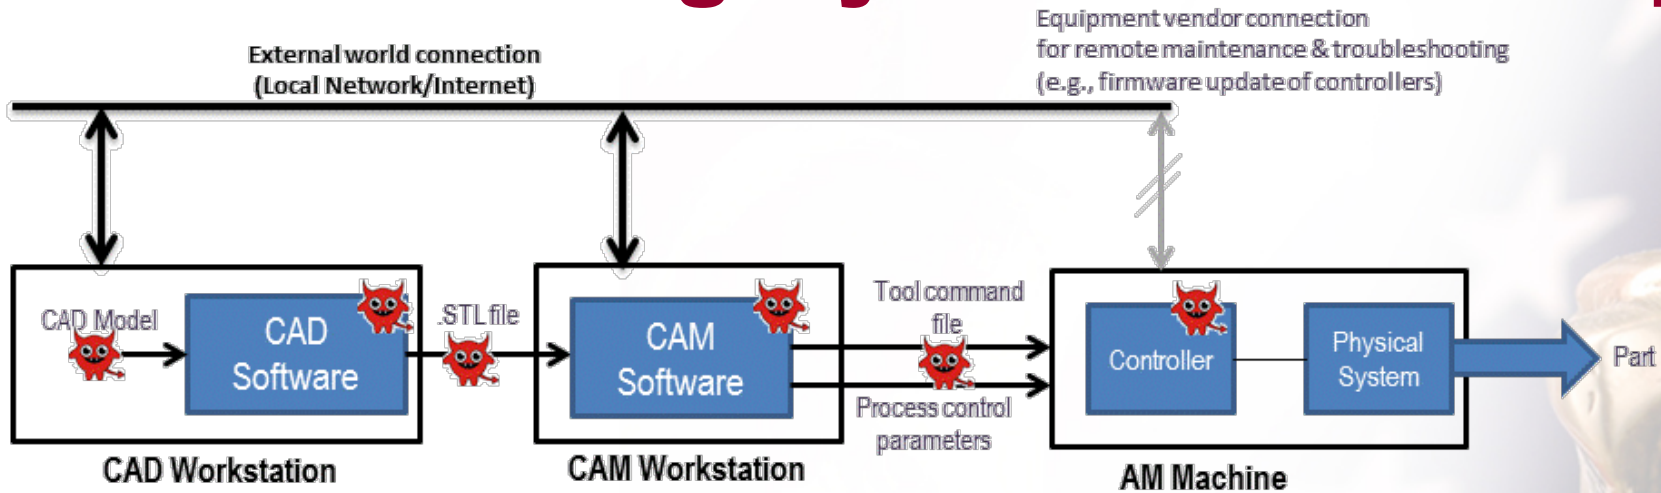 External world connection
(Local Network/Internet)
Equipment vendor connection
for remote maintenance & troubleshooting
(e.g., firmware update of controllers)
CAD Model
CAD
Software
.STL file
CAM
Software
Tool command
file
Process control
parameters
Controller
Physical
System
Part
CAD Workstation
CAM Workstation
AM Machine